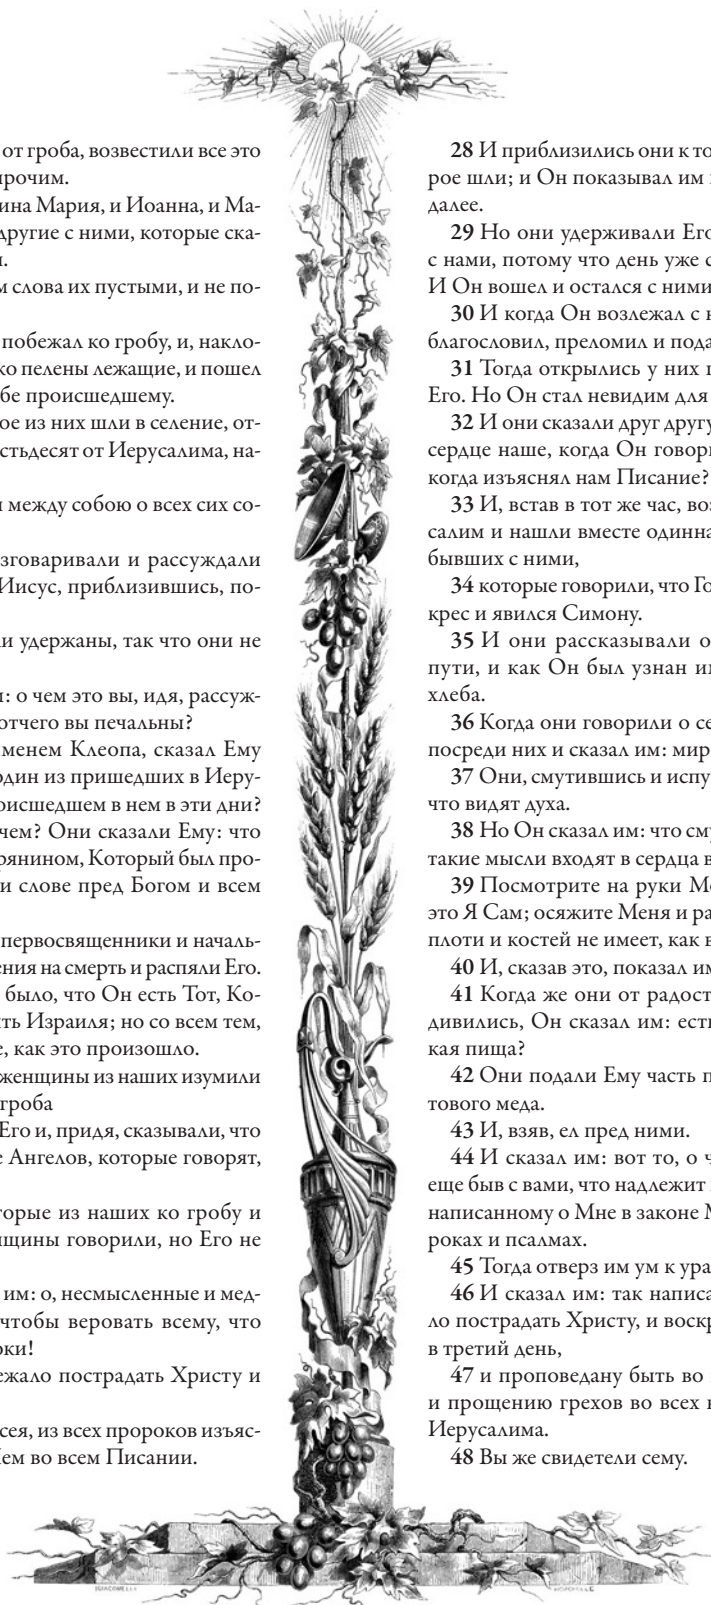 от гроба, возвестили все это
прочим.
ина Мария, и Иоанна, и Ма-
другие с ними, которые ска-
м слова их пустыми, и не по-
побежал ко гробу, и, накло-
ко пелены лежащие, и пошел
бе происшедшему.
ое из них шли в селение, от-
стьдесят от Иерусалима, на-
между собою о всех сих со-
зговаривали и рассуждали
Иисус, приблизившись, по-
и удержаны, так что они не
: о чем это вы, идя, рассуж-
отчего вы печальны?
менем Клеопа, сказал Ему
один из пришедших в Иеру-
оисшедшем в нем в эти дни?
чем? Они сказали Ему: что
рянином, Который был про-
и слове пред Богом и всем
первосвященники и началь-
ения на смерть и распяли Его.
было, что Он есть Тот, Ко-
ть Израиля; но со всем тем,
е, как это произошло.
женщины из наших изумили
гроба
Его и, придя, сказывали, что
е Ангелов, которые говорят,
торые из наших ко гробу и
щины говорили, но Его не
им: о, несмысленные и мед-
чтобы веровать всему, что
оки!
ежало пострадать Христу и
сея, из всех пророков изъяс-
Нем во всем Писании.
28 И приблизились они к то
рое шли; и Он показывал им
далее.
29 Но они удерживали Его
с нами, потому что день уже с
И Он вошел и остался с ними
30 И когда Он возлежал с
благословил, преломил и пода
31 Тогда открылись у них
Его. Но Он стал невидим для
32 И они сказали друг другу
сердце наше, когда Он говор
когда изъяснял нам Писание?
33 И, встав в тот же час, воз
салим и нашли вместе одинна
бывших с ними,
34 которые говорили, что Го
крес и явился Симону.
35 И они рассказывали о
пути, и как Он был узнан и
хлеба.
36 Когда они говорили о се
посреди них и сказал им: мир
37 Они, смутившись и испу
что видят духа.
38 Но Он сказал им: что см
такие мысли входят в сердца в
39 Посмотрите на руки М
это Я Сам; осяжите Меня и ра
плоти и костей не имеет, как в
40 И, сказав это, показал им
41 Когда же они от радост
дивились, Он сказал им: ест
кая пища?
42 Они подали Ему часть п
тового меда.
43 И, взяв, ел пред ними.
44 И сказал им: вот то, о ч
еще быв с вами, что надлежит
написанному о Мне в законе М
роках и псалмах.
45 Тогда отверз им ум к ура
46 И сказал им: так написа
ло пострадать Христу, и воскр
в третий день,
47 и проповедану быть во
и прощению грехов во всех
Иерусалима.
48 Вы же свидетели сему.